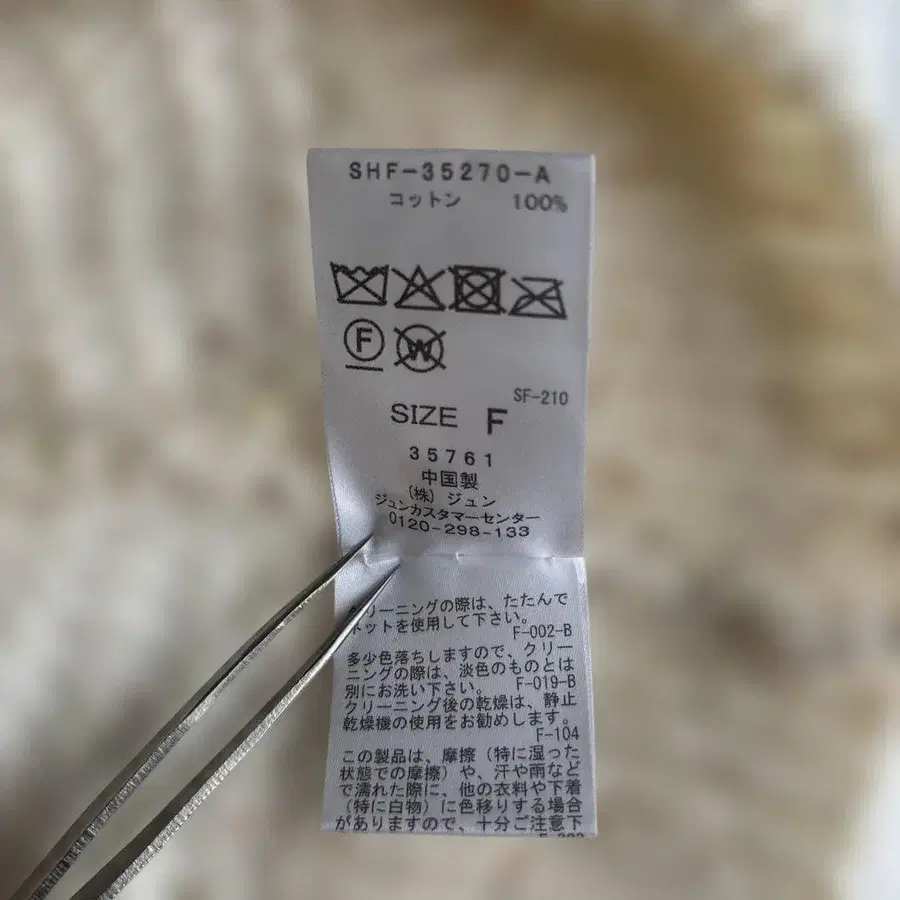 SHF-35270-A
コットン 100%
F
W
SF-210
SIZE F
35761
中国製
(株) ジュン
ジュンカスタマーセンター
0120-298-133
クリーニングの際は、たたんで
ネットを使用して下さい。
F-002-B
多少色落ちしますので、クリー
ニングの際は、淡色のものとは
別にお洗い下さい。 F-019-B
クリーニング後の乾燥は、静止
乾燥機の使用をお勧めします。
F-104
この製品は、摩擦(特に湿った
状態での摩擦)や、汗や雨など
で濡れた際に、他の衣料や下着
(特に白物)に色移りする場合
がありますので、十分ご注意下